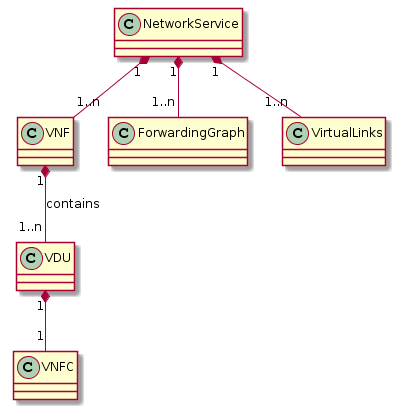 C NetworkService
1 1 1
1..n 1..n 1..n
C VNF C ForwardingGraph C VirtualLinks
1
contains
1..n
C VDU
1
1
C VNFC